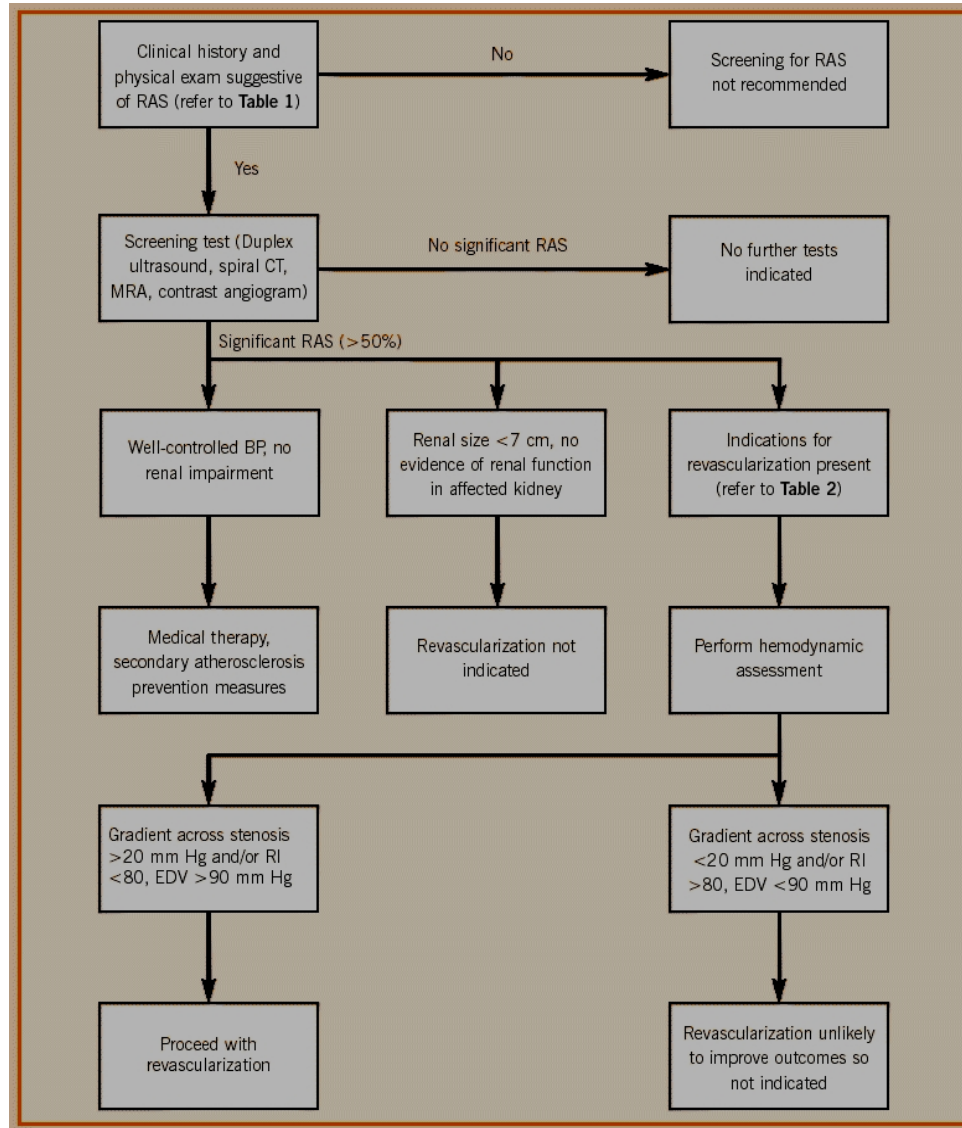 Clinical history and
physical exam suggestive
of RAS (refer to Table 1)
No
Screening for RAS
not recommended
Yes
Screening test (Duplex
ultrasound, spiral CT,
MRA, contrast angiogram)
No significant RAS
No further tests
indicated
Significant RAS (>50%)
Well-controlled BP, no
renal impairment
Renal size <7 cm, no
evidence of renal function
in affected kidney
Indications for
revascularization present
(refer to Table 2)
Medical therapy,
secondary atherosclerosis
prevention measures
Revascularization not
indicated
Perform hemodynamic
assessment
Gradient across stenosis
>20 mm Hg and/or RI
<80, EDV >90 mm Hg
Gradient across stenosis
<20 mm Hg and/or RI
>80, EDV <90 mm Hg
Proceed with
revascularization
Revascularization unlikely
to improve outcomes so
not indicated